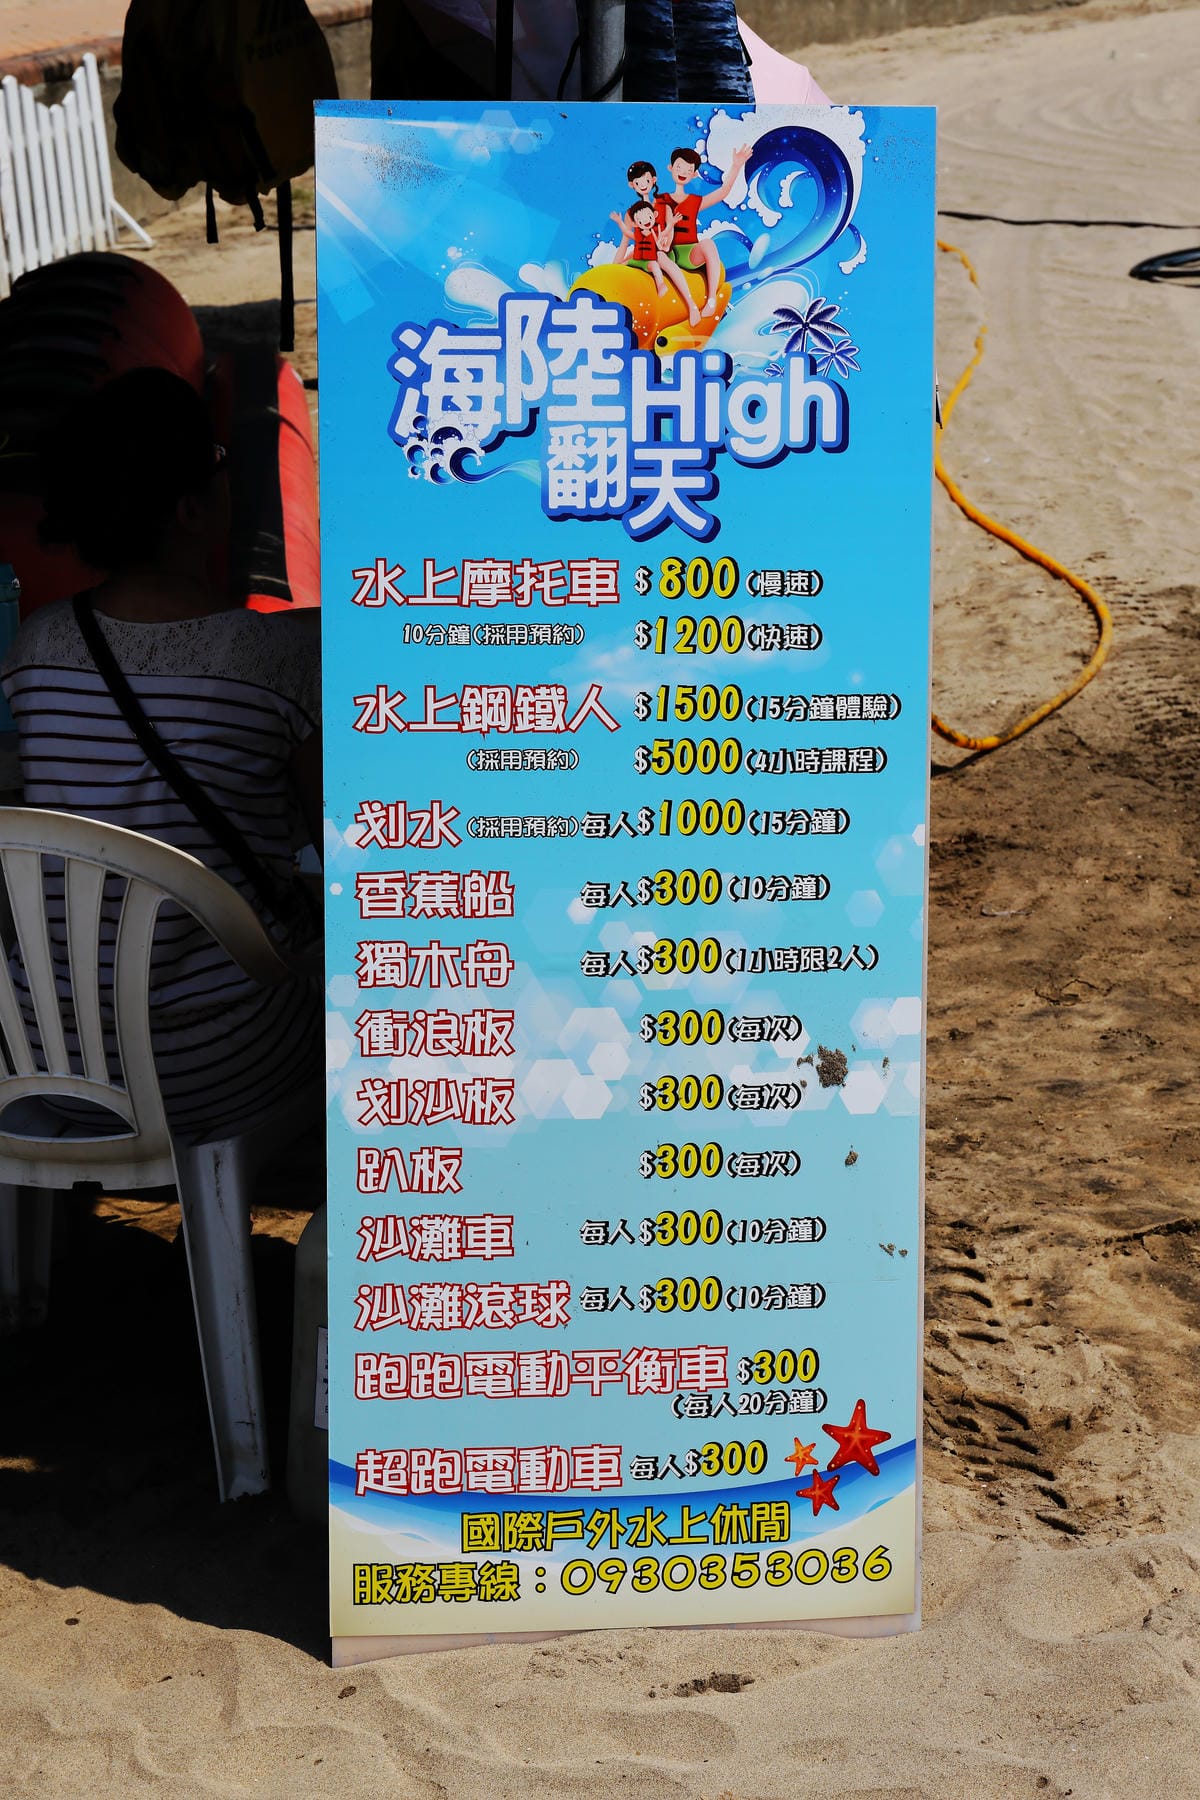 海陸High
翻天
水上摩托車 $800(慢速)
10分鐘(採用預約) $1200(快速)
水上鋼鐵人 $1500(15分鐘體驗)
(採用預約) $5000(4小時課程)
划水(採用預約)每人$1000(15分鐘)
香蕉船 每人$300(10分鐘)
獨木舟 每人$300(1小時限2人)
衝浪板 $300(每次)
划沙板 $300(每次)
趴板 $300(每次)
沙灘車 每人$300(10分鐘)
沙灘滾球 每人$300(10分鐘)
跑跑電動平衡車 $300
(每人20分鐘)
超跑電動車 每人$300
國際戶外水上休閒
服務專線：0930353036